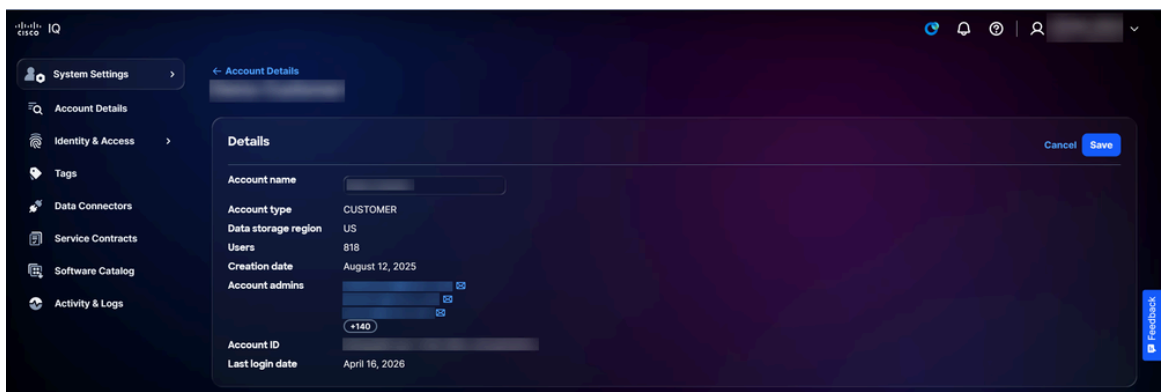 cisco IQ
System Settings
← Account Details
Account Details
Details
Identity & Access
Cancel Save
Tags
Account name
Data Connectors
Account type CUSTOMER
Data storage region US
Service Contracts
Users 818
Creation date August 12, 2025
Software Catalog
Account admins
Activity & Logs
+140
Feedback
Account ID
Last login date April 16, 2026